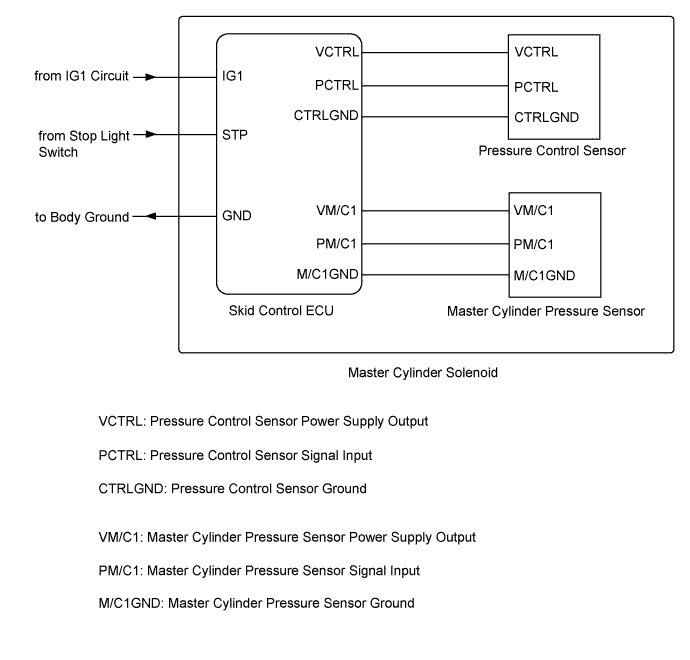 VCTRL
VCTRL
from IG1 Circuit
IG1
PCTRL
PCTRL
CTRLGND
CTRLGND
from Stop Light
Switch
STP
Pressure Control Sensor
to Body Ground
GND
VM/C1
VM/C1
PM/C1
PM/C1
M/C1GND
M/C1GND
Skid Control ECU
Master Cylinder Pressure Sensor
Master Cylinder Solenoid
VCTRL: Pressure Control Sensor Power Supply Output
PCTRL: Pressure Control Sensor Signal Input
CTRLGND: Pressure Control Sensor Ground
VM/C1: Master Cylinder Pressure Sensor Power Supply Output
PM/C1: Master Cylinder Pressure Sensor Signal Input
M/C1GND: Master Cylinder Pressure Sensor Ground